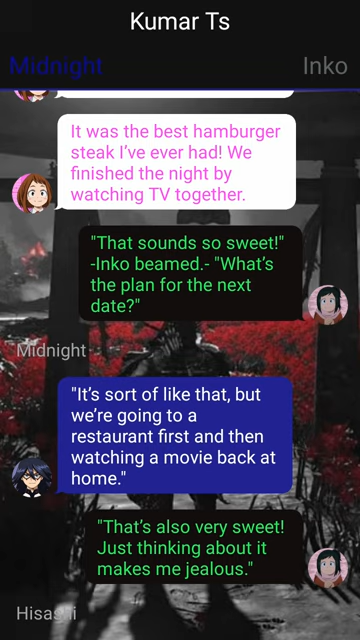 Kumar Ts
Midnight
Inko
It was the best hamburger
steak I’ve ever had! We
finished the night by
watching TV together.
"That sounds so sweet!"
-Inko beamed.- "What’s
the plan for the next
date?"
Midnight
"It’s sort of like that, but
we’re going to a
restaurant first and then
watching a movie back at
home."
"That’s also very sweet!
Just thinking about it
makes me jealous."
Hisashi